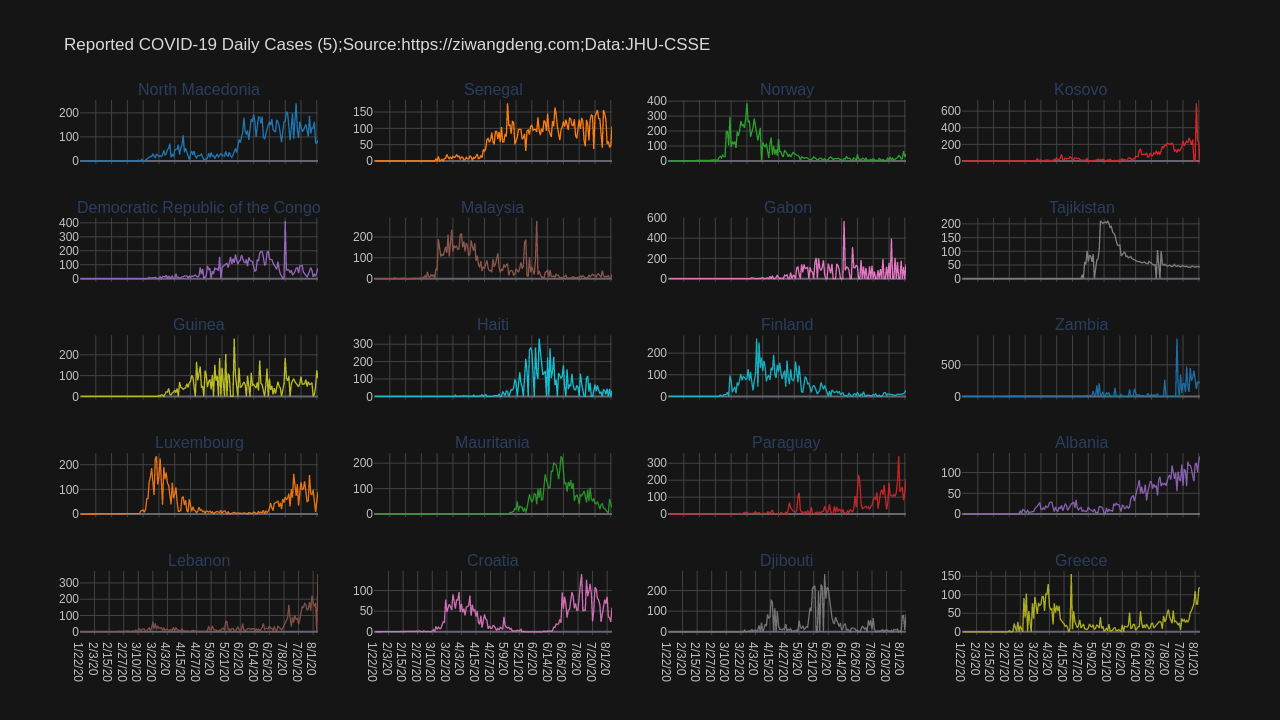 Reported COVID-19 Daily Cases (5);Source:https://ziwangdeng.com;Data:JHU-CSSE
North Macedonia
200
100
0
Senegal
150
100
50
0
Norway
400
300
200
100
0
Kosovo
600
400
200
0
Democratic Republic of the Congo
400
300
200
100
0
Malaysia
200
100
0
Gabon
600
400
200
0
Tajikistan
200
150
100
50
0
Guinea
200
100
0
Haiti
300
200
100
0
Finland
200
100
0
Zambia
500
0
Luxembourg
200
100
0
Mauritania
200
100
0
Paraguay
300
200
100
0
Albania
100
50
0
Lebanon
300
200
100
0
Croatia
100
50
0
Djibouti
200
100
0
Greece
150
100
50
0
1/22/20 2/3/20 2/15/20 2/27/20 3/10/20 3/22/20 4/3/20 4/15/20 4/27/20 5/9/20 5/21/20 6/2/20 6/14/20 6/26/20 7/8/20 7/20/20 8/1/20
1/22/20 2/3/20 2/15/20 2/27/20 3/10/20 3/22/20 4/3/20 4/15/20 4/27/20 5/9/20 5/21/20 6/2/20 6/14/20 6/26/20 7/8/20 7/20/20 8/1/20
1/22/20 2/3/20 2/15/20 2/27/20 3/10/20 3/22/20 4/3/20 4/15/20 4/27/20 5/9/20 5/21/20 6/2/20 6/14/20 6/26/20 7/8/20 7/20/20 8/1/20
1/22/20 2/3/20 2/15/20 2/27/20 3/10/20 3/22/20 4/3/20 4/15/20 4/27/20 5/9/20 5/21/20 6/2/20 6/14/20 6/26/20 7/8/20 7/20/20 8/1/20